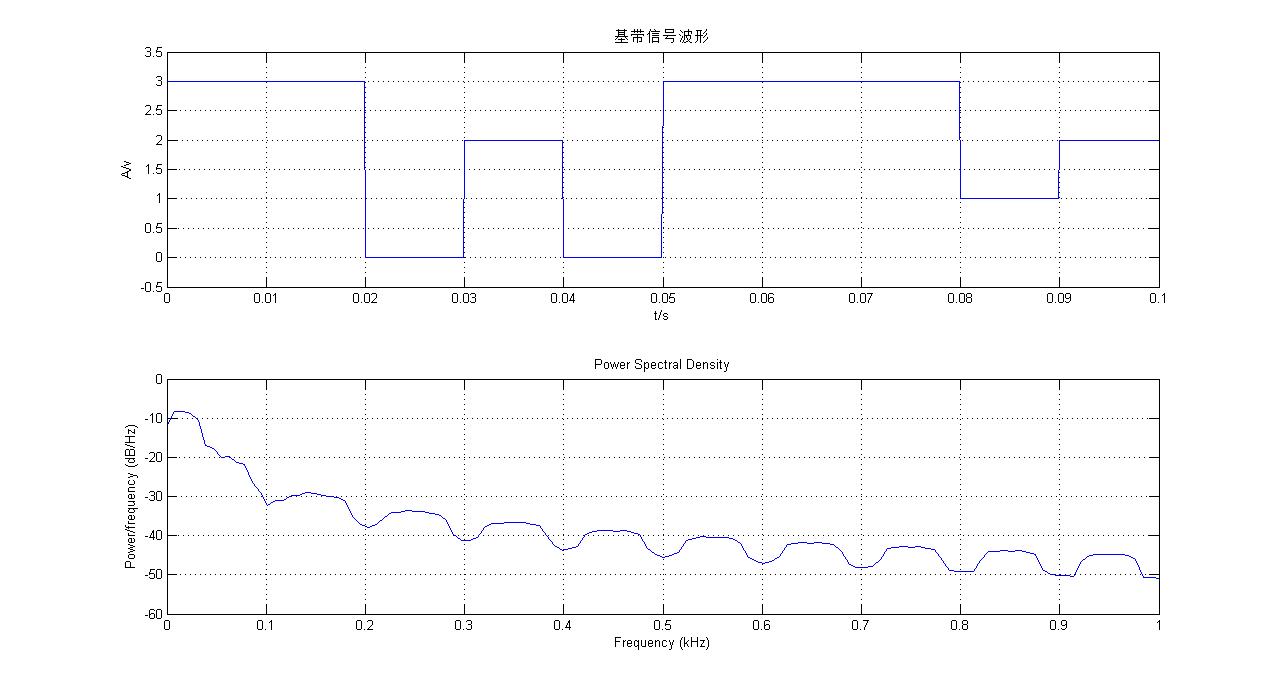 基带信号波形
3.5
3
2.5
2
1.5
1
0.5
0
-0.5
A/v
0 0.01 0.02 0.03 0.04 0.05 0.06 0.07 0.08 0.09 0.1
t/s
Power Spectral Density
0
-10
-20
-30
-40
-50
-60
Power/frequency (dB/Hz)
0 0.1 0.2 0.3 0.4 0.5 0.6 0.7 0.8 0.9 1
Frequency (kHz)